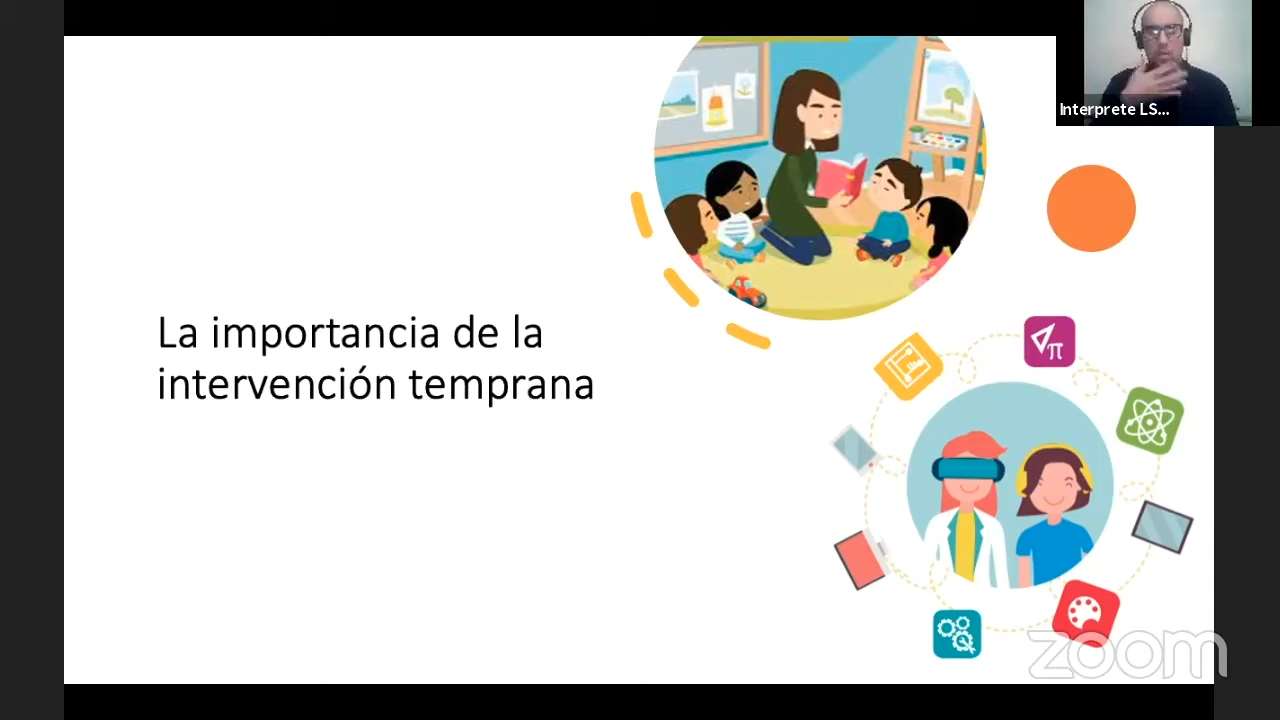 Interprete LS...
La importancia de la
intervención temprana
π
zoom